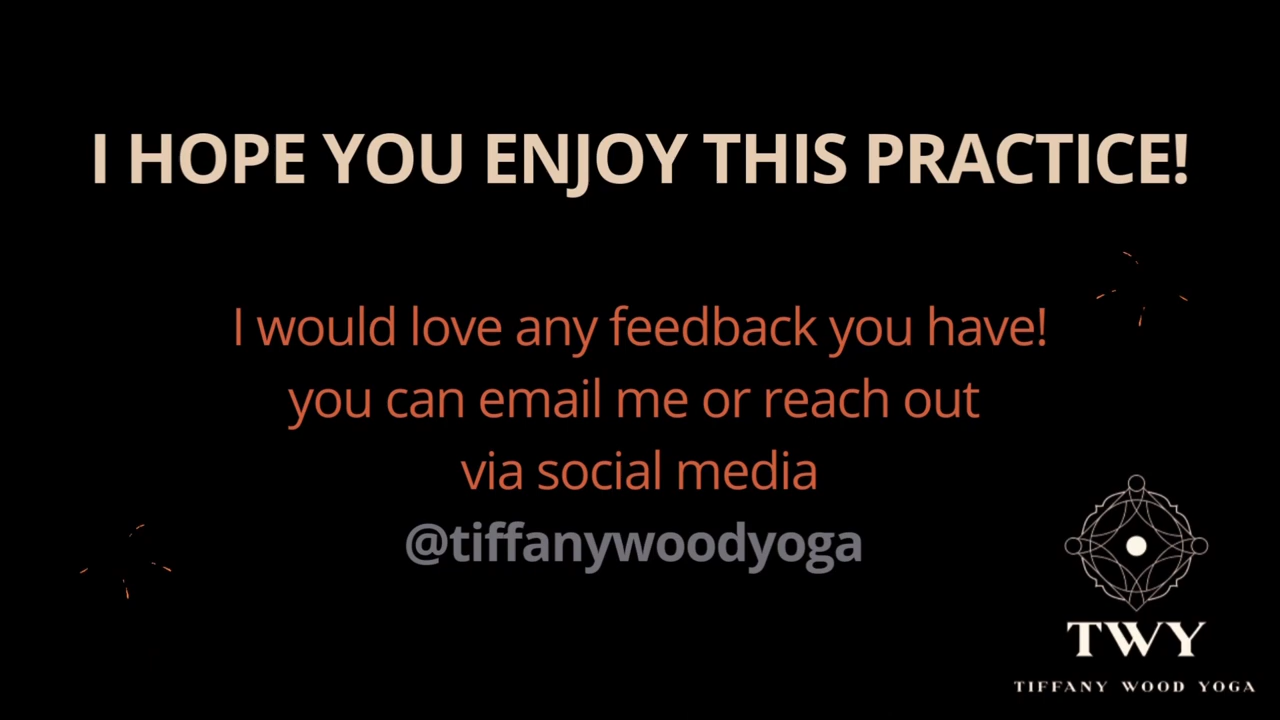 I HOPE YOU ENJOY THIS PRACTICE!
I would love any feedback you have!
you can email me or reach out
via social media
@tiffanywoodyoga
TWY
TIFFANY WOOD YOGA